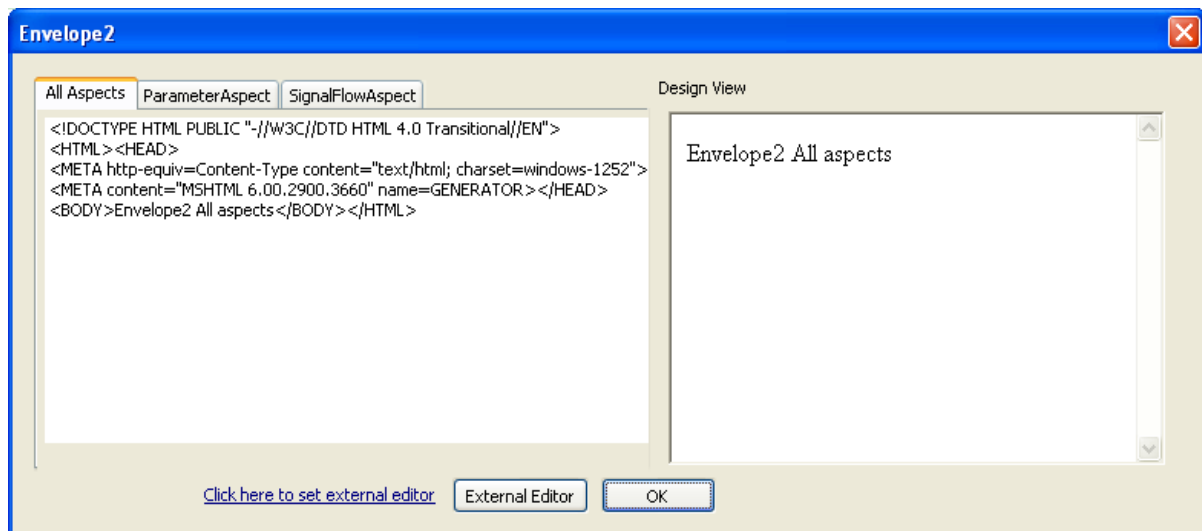 Envelope2
All Aspects ParameterAspect SignalFlowAspect
<!DOCTYPE HTML PUBLIC "-//W3C//DTD HTML 4.0 Transitional//EN">
<HTML><HEAD>
<META http-equiv=Content-Type content="text/html; charset=windows-1252">
<META content="MSHTML 6.00.2900.3660" name=GENERATOR></HEAD>
<BODY>Envelope2 All aspects</BODY></HTML>
Design View
Envelope2 All aspects
Click here to set external editor External Editor OK